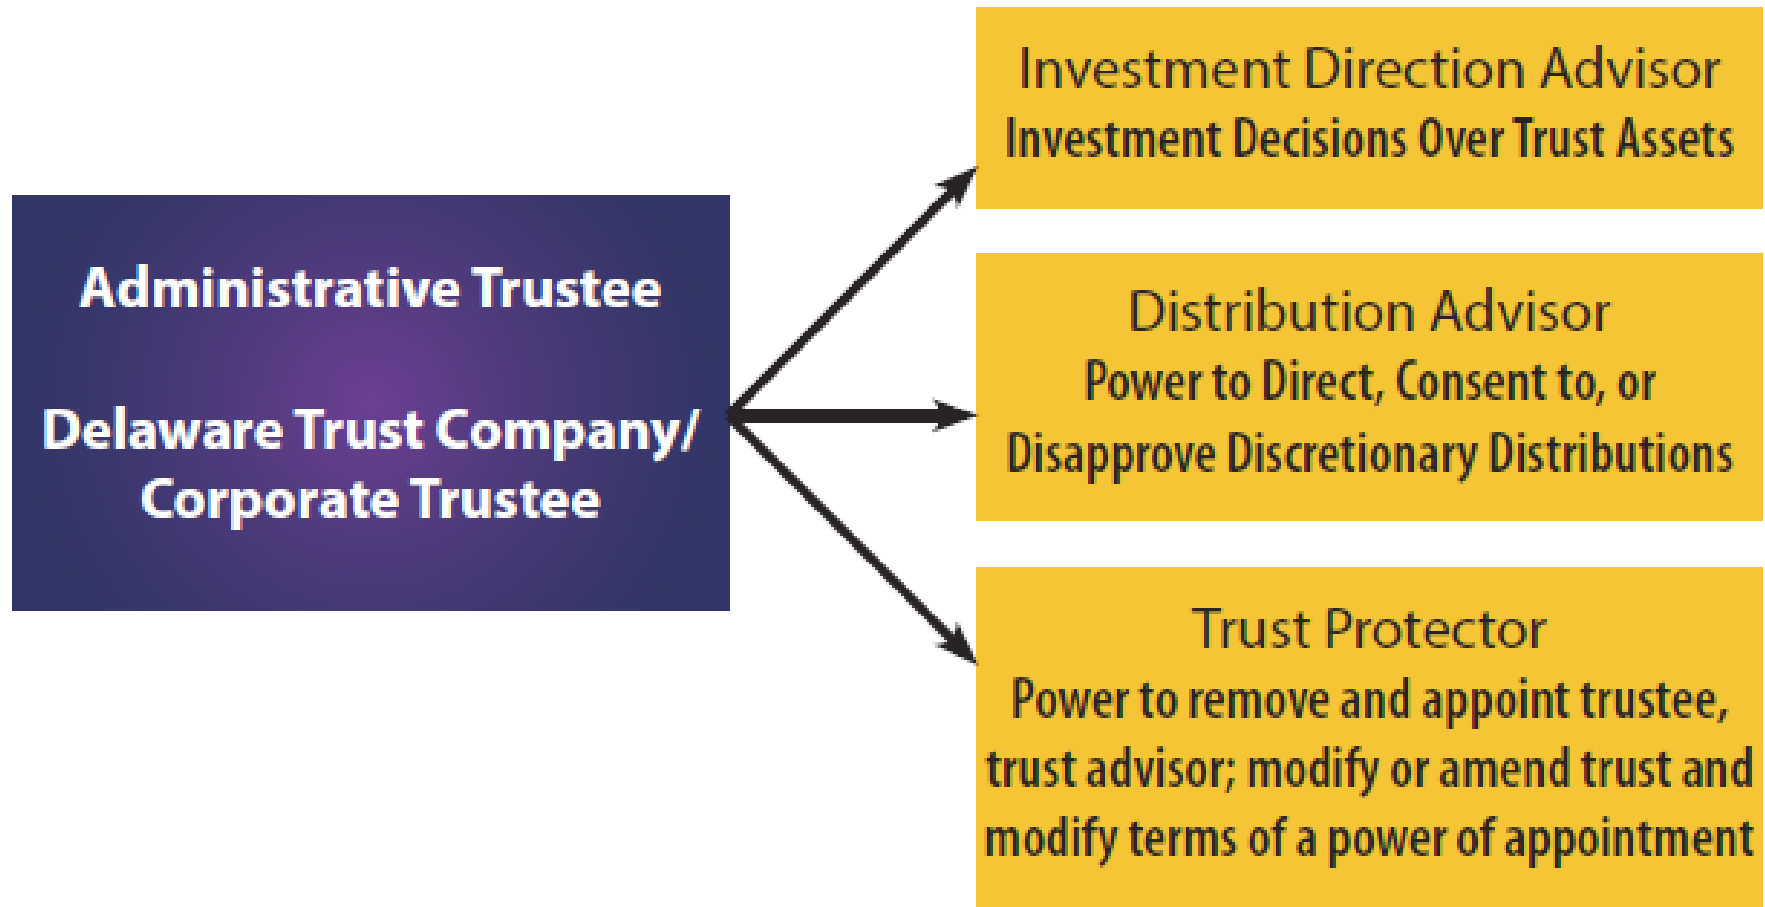 Administrative Trustee
Delaware Trust Company/
Corporate Trustee
Investment Direction Advisor
Investment Decisions Over Trust Assets
Distribution Advisor
Power to Direct, Consent to, or
Disapprove Discretionary Distributions
Trust Protector
Power to remove and appoint trustee,
trust advisor; modify or amend trust and
modify terms of a power of appointment